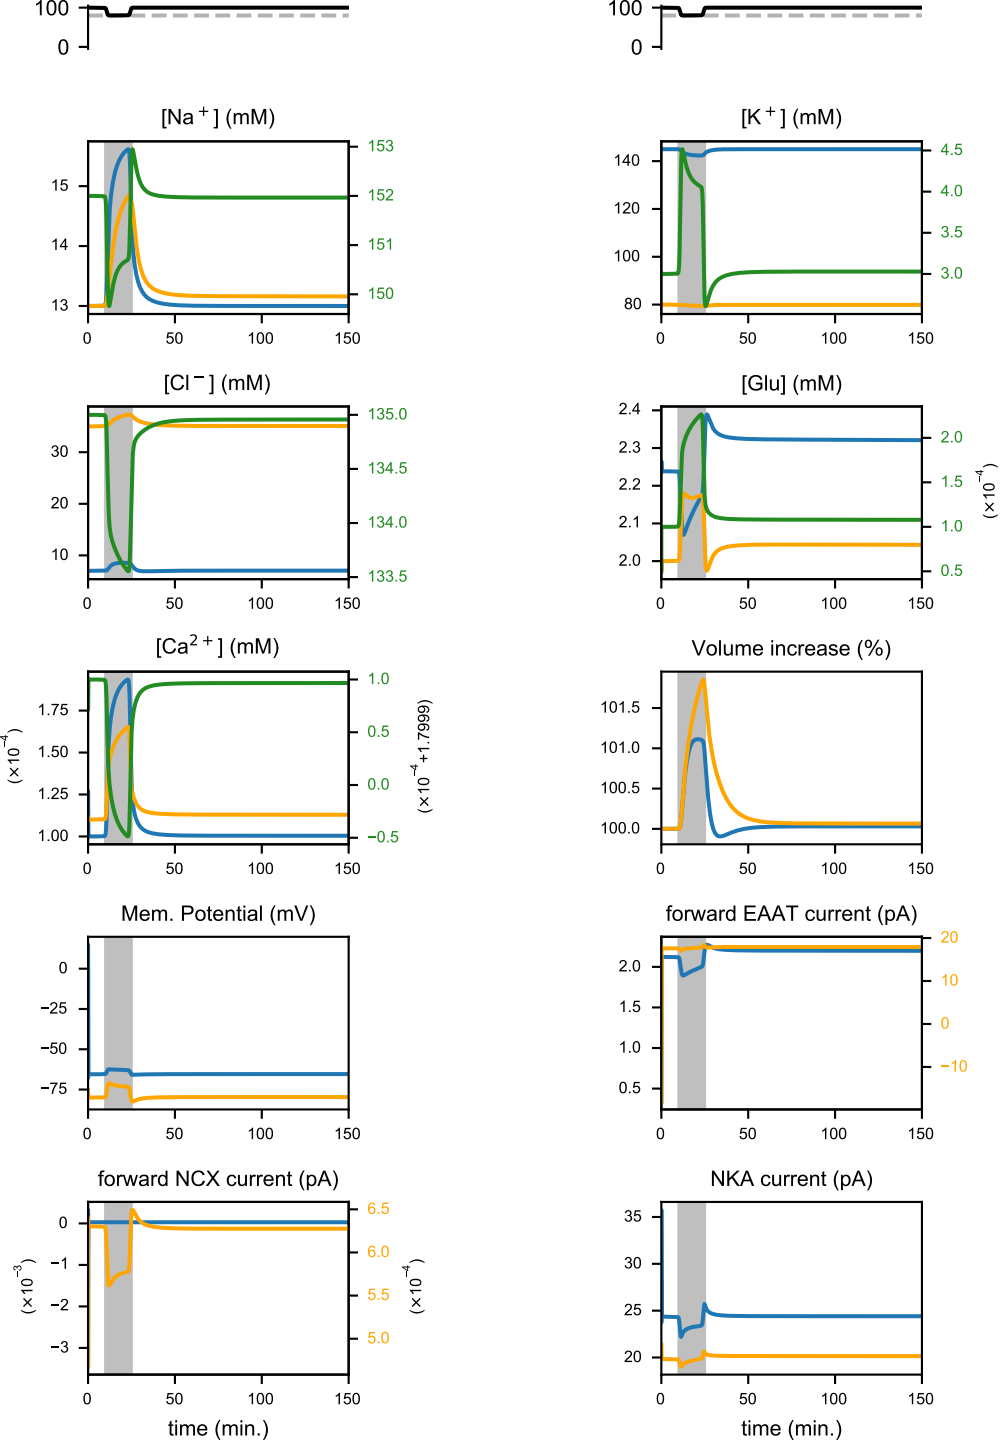 100 100
0 0
[Na+] (mM) [K+] (mM)
15 14 13 153 152 151 150 140 120 100 80 4.5 4.0 3.5 3.0
0 50 100 150 0 50 100 150
[Cl−] (mM) [Glu] (mM)
30 20 10 135.0 134.5 134.0 133.5 2.4 2.3 2.2 2.1 2.0 2.0 1.5 1.0 0.5 (×10−4)
0 50 100 150 0 50 100 150
[Ca2+] (mM) Volume increase (%)
(×10−4) 1.75 1.50 1.25 1.00 1.0 0.5 0.0 −0.5 (×10−4+1.7999) 101.5 101.0 100.5 100.0
0 50 100 150 0 50 100 150
Mem. Potential (mV) forward EAAT current (pA)
0 −25 −50 −75 2.0 1.5 1.0 0.5 20 10 0 −10
0 50 100 150 0 50 100 150
forward NCX current (pA) NKA current (pA)
(×10−3) 0 −1 −2 −3 6.5 6.0 5.5 5.0 (×10−4) 35 30 25 20
0 50 100 150 0 50 100 150
time (min.) time (min.)